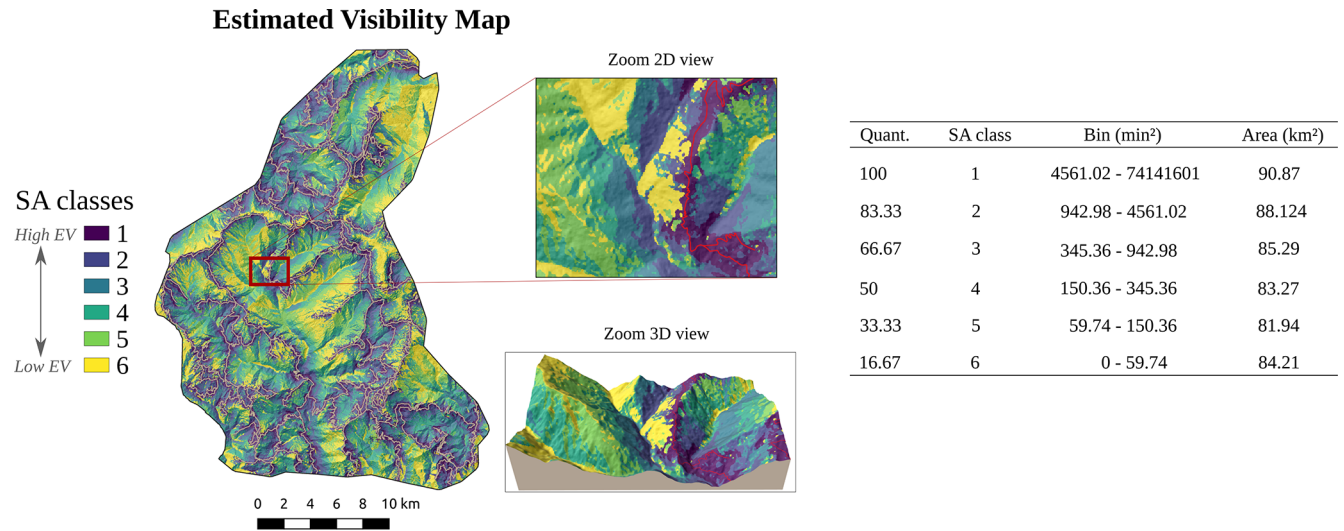 Estimated Visibility Map
SA classes
High EV
1
2
3
4
5
6
Low EV
0 2 4 6 8 10 km
Zoom 2D view
Zoom 3D view
Quant. SA class Bin (min²) Area (km²)
100 1 4561.02 - 74141601 90.87
83.33 2 942.98 - 4561.02 88.124
66.67 3 345.36 - 942.98 85.29
50 4 150.36 - 345.36 83.27
33.33 5 59.74 - 150.36 81.94
16.67 6 0 - 59.74 84.21